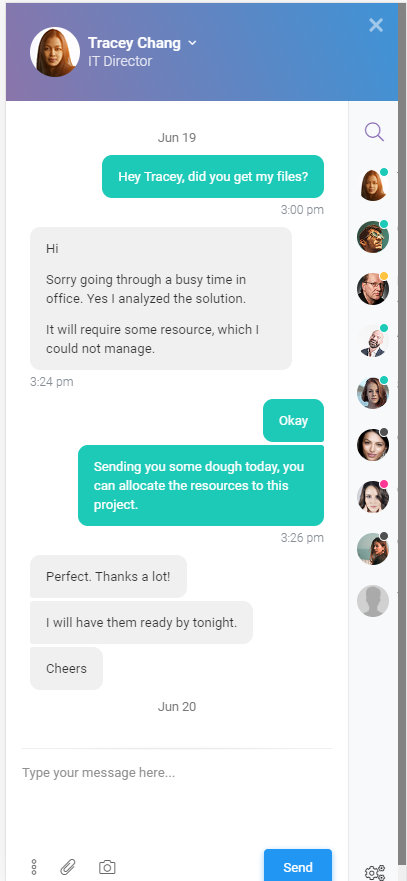 Tracey Chang
IT Director
Jun 19
Hey Tracey, did you get my files?
3:00 pm
Hi
Sorry going through a busy time in
office. Yes I analyzed the solution.
It will require some resource, which I
could not manage.
3:24 pm
Okay
Sending you some dough today, you
can allocate the resources to this
project.
3:26 pm
Perfect. Thanks a lot!
I will have them ready by tonight.
Cheers
Jun 20
Type your message here...
Send